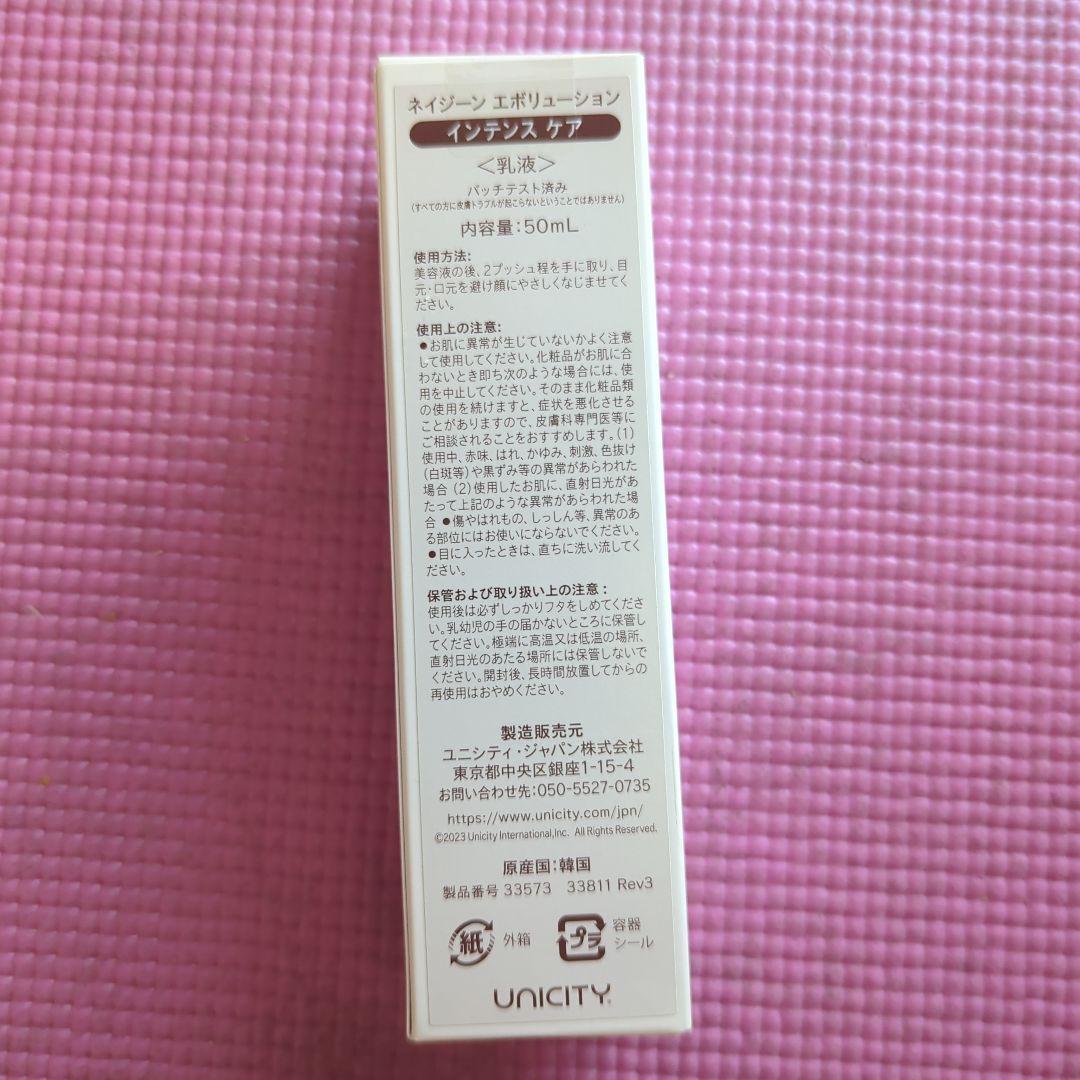 ネイジーン エボリューション
インテンス ケア
＜乳液＞
パッチテスト済み
(すべての方に皮膚トラブルが起こらないということではありません)
内容量：50mL
使用方法：
美容液の後、2プッシュ程を手に取り、目
元・口元を避け顔にやさしくなじませてく
ださい。
使用上の注意：
●お肌に異常が生じていないかよく注意
して使用してください。化粧品がお肌に合
わないとき即ち次のような場合には、使
用を中止してください。そのまま化粧品類
の使用を続けますと、症状を悪化させる
ことがありますので、皮膚科専門医等に
ご相談されることをおすすめします。(1)
使用中、赤味、はれ、かゆみ、刺激、色抜け
(白斑等)や黒ずみ等の異常があらわれた
場合 (2)使用したお肌に、直射日光があ
たって上記のような異常があらわれた場
合 ●傷やはれもの、しっしん等、異常のあ
る部位にはお使いにならないでください。
●目に入ったときは、直ちに洗い流してく
ださい。
保管および取り扱い上の注意：
使用後は必ずしっかりフタをしめてくださ
い。乳幼児の手の届かないところに保管し
てください。極端に高温又は低温の場所、
直射日光のあたる場所には保管しないで
ください。開封後、長時間放置してからの
再使用はおやめください。
製造販売元
ユニシティ・ジャパン株式会社
東京都中央区銀座1-15-4
お問い合わせ先：050-5527-0735
https://www.unicity.com/jpn/
©2023 Unicity International,Inc. All Rights Reserved.
原産国：韓国
製品番号 33573 33811 Rev3
紙 外箱 プラ 容器
シール
UNICITY